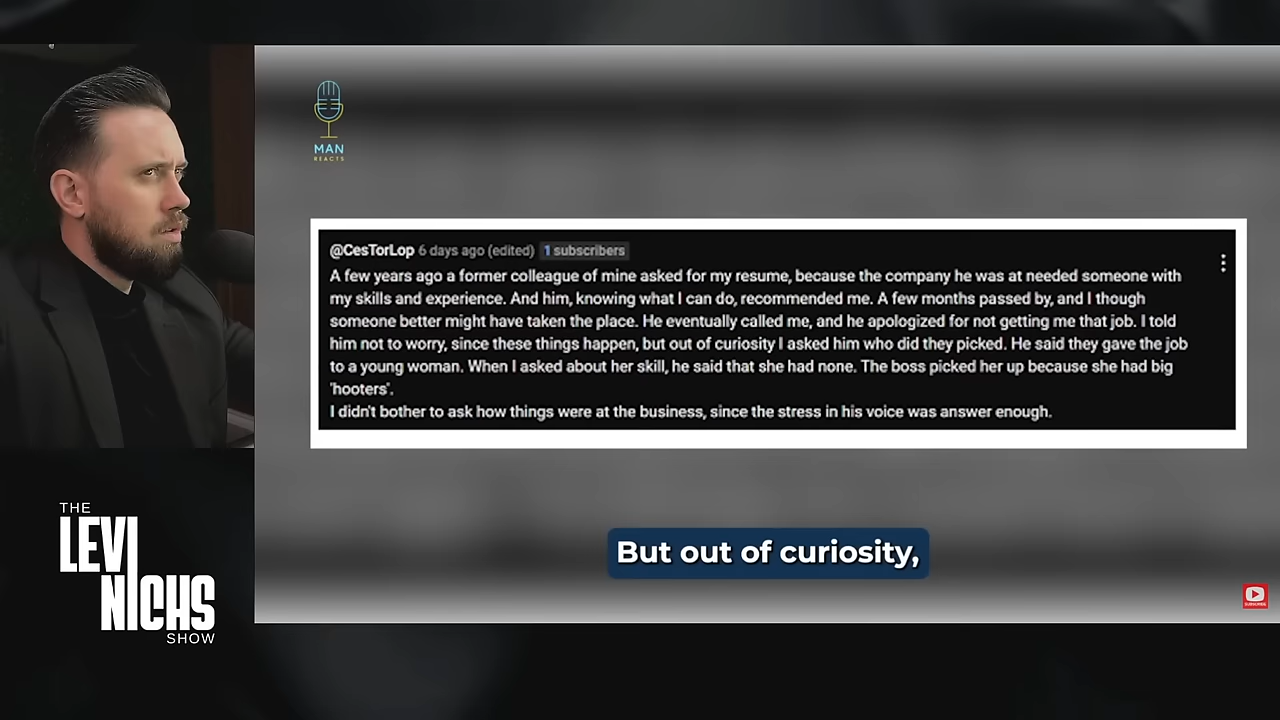 MAN
REACTS
@CesTorLop 6 days ago (edited) 1 subscribers
A few years ago a former colleague of mine asked for my resume, because the company he was at needed someone with
my skills and experience. And him, knowing what I can do, recommended me. A few months passed by, and I though
someone better might have taken the place. He eventually called me, and he apologized for not getting me that job. I told
him not to worry, since these things happen, but out of curiosity I asked him who did they picked. He said they gave the job
to a young woman. When I asked about her skill, he said that she had none. The boss picked her up because she had big
'hooters'.
I didn't bother to ask how things were at the business, since the stress in his voice was answer enough.
But out of curiosity,
SUBSCRIBE
THE
LEVI
NICHS
SHOW